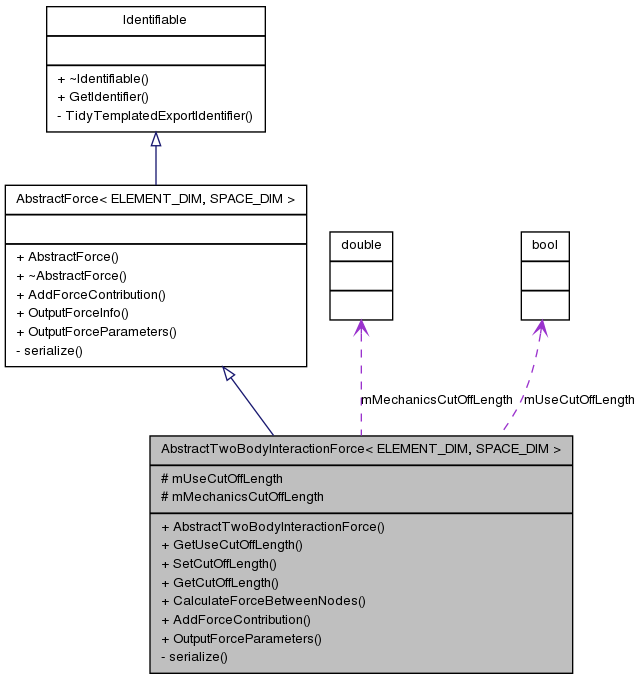 Identifiable
+ ~Identifiable()
+ GetIdentifier()
- TidyTemplatedExportIdentifier()
AbstractForce< ELEMENT_DIM, SPACE_DIM >
+ AbstractForce()
+ ~AbstractForce()
+ AddForceContribution()
+ OutputForceInfo()
+ OutputForceParameters()
- serialize()
double
bool
mMechanicsCutOffLength
mUseCutOffLength
AbstractTwoBodyInteractionForce< ELEMENT_DIM, SPACE_DIM >
# mUseCutOffLength
# mMechanicsCutOffLength
+ AbstractTwoBodyInteractionForce()
+ GetUseCutOffLength()
+ SetCutOffLength()
+ GetCutOffLength()
+ CalculateForceBetweenNodes()
+ AddForceContribution()
+ OutputForceParameters()
- serialize()